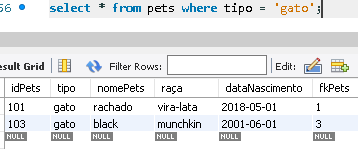 56 select * from pets where tipo = 'gato';
Result Grid Filter Rows: Edit:
idPets tipo nomePets raça dataNascimento fkPets
101 gato rachado vira-lata 2018-05-01 1
103 gato black munchkin 2001-06-01 3
NULL NULL NULL NULL NULL NULL